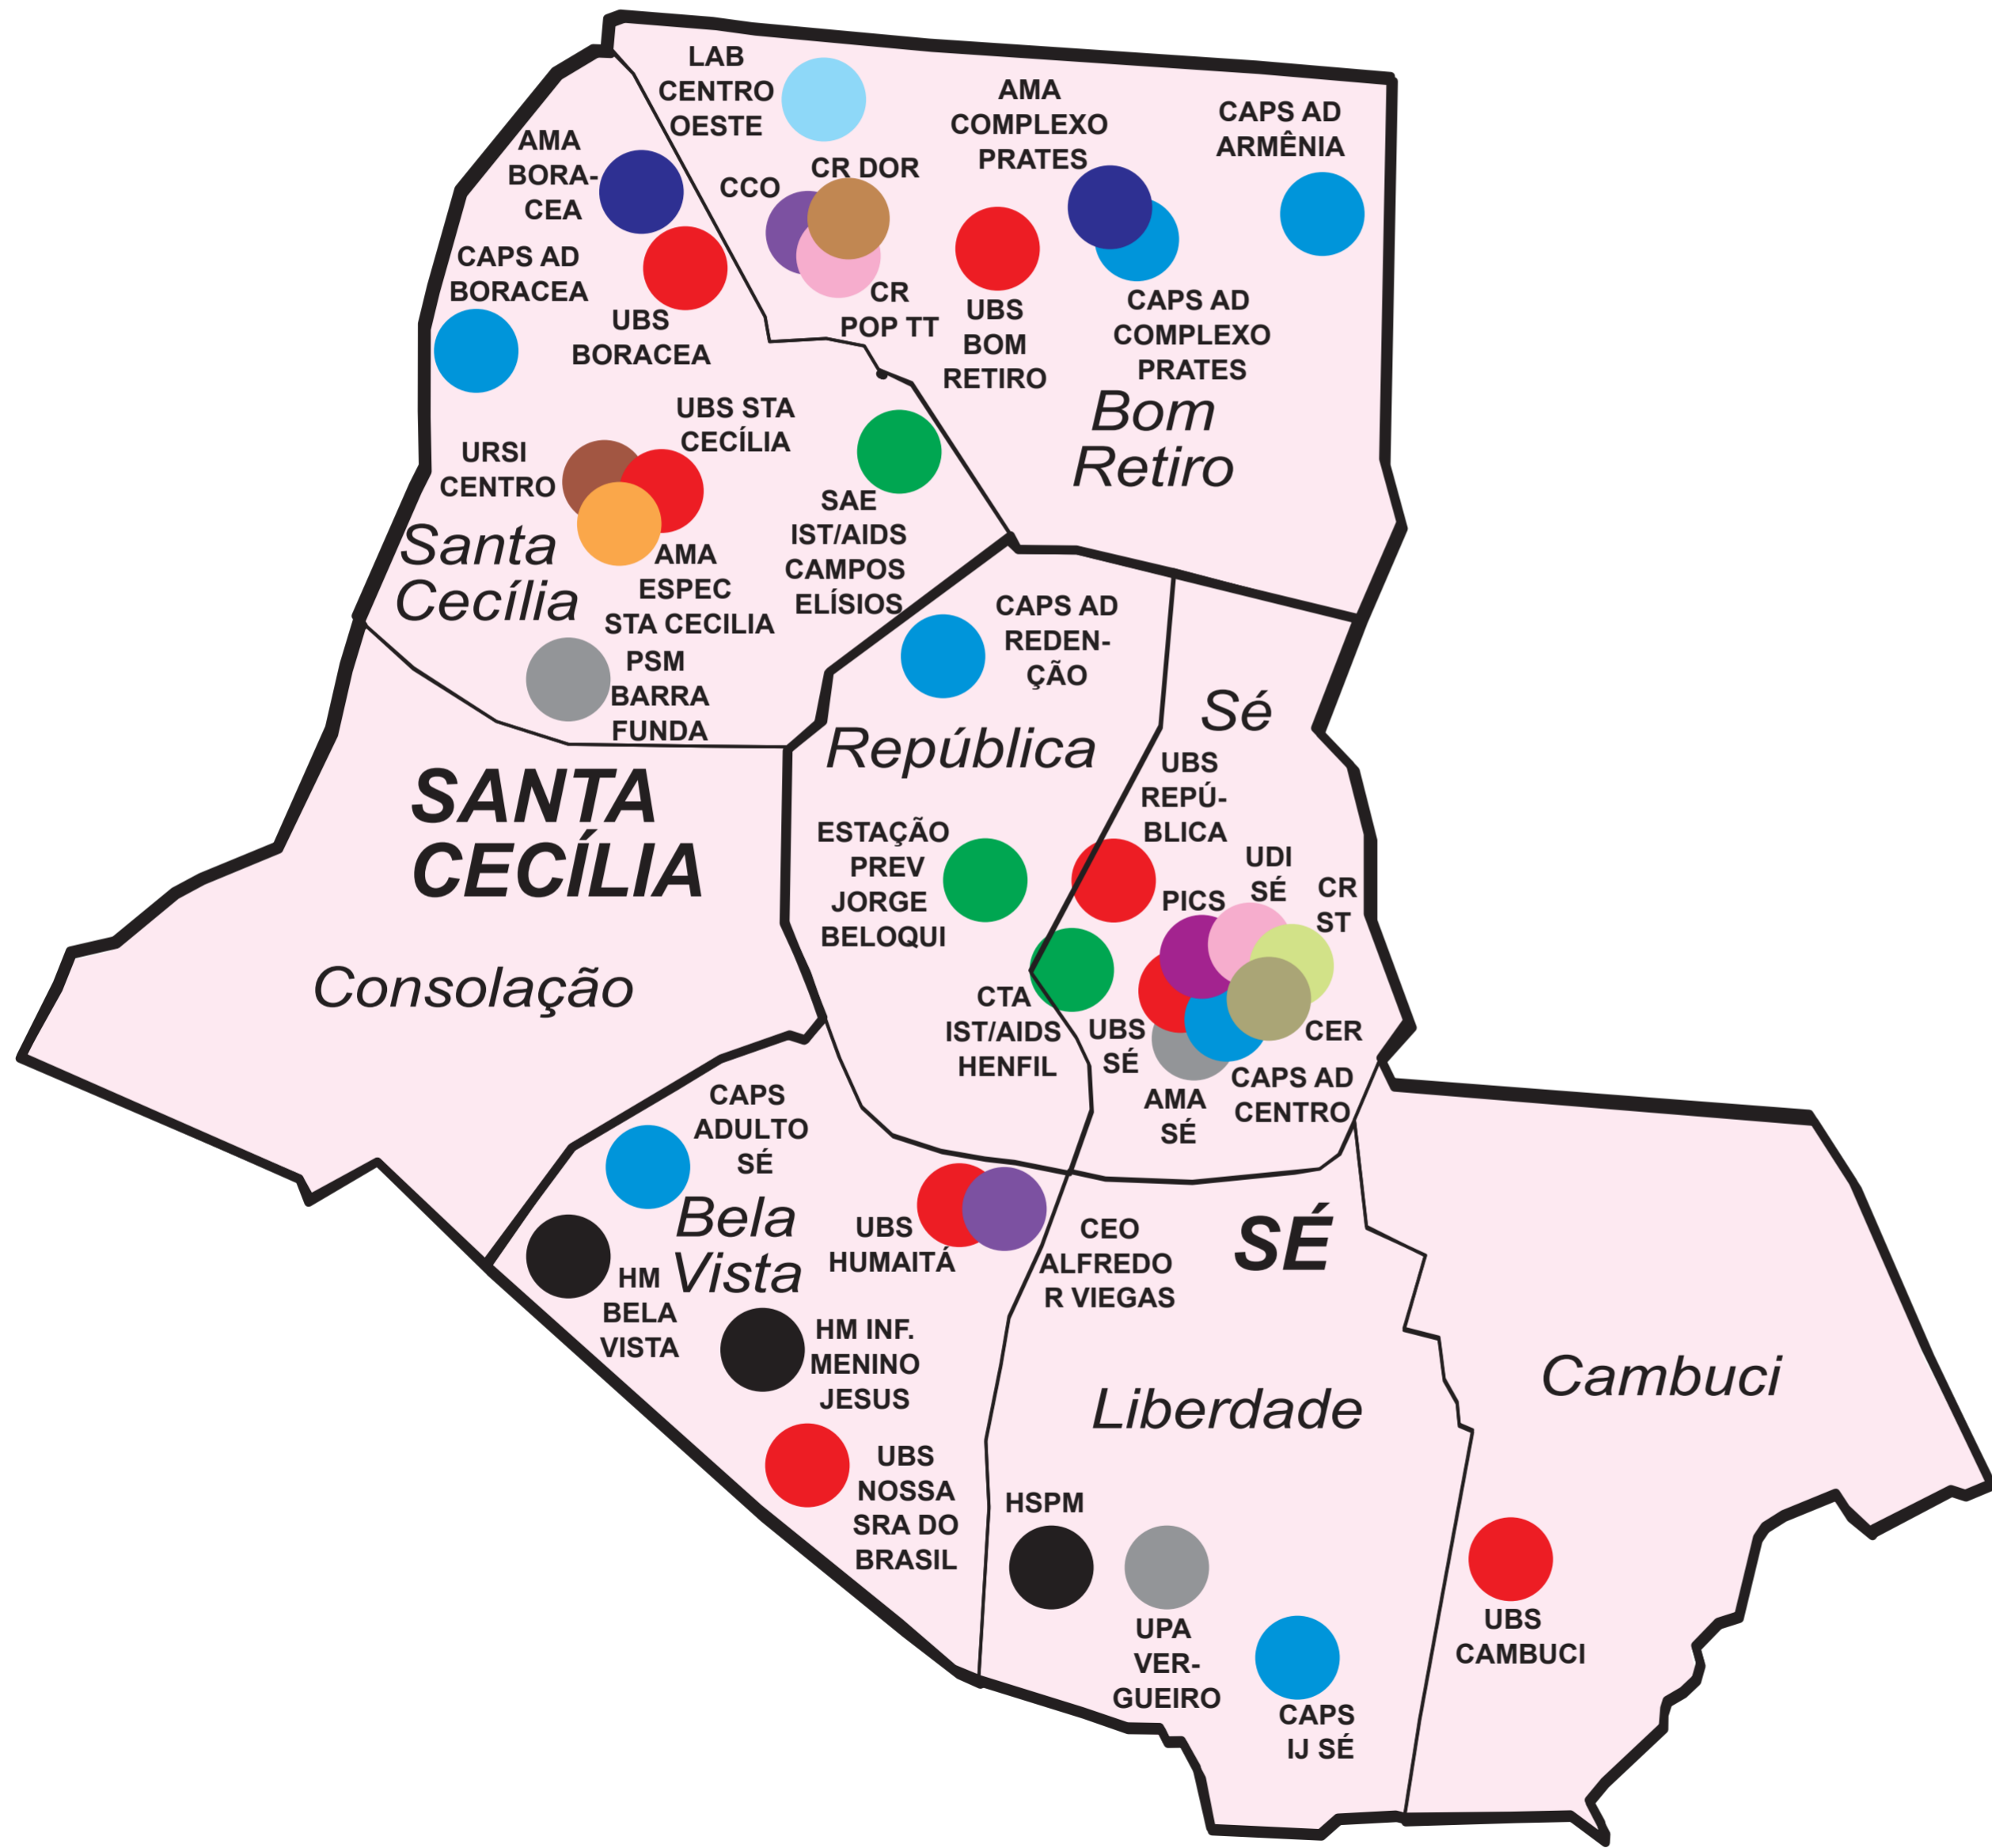 LAB
CENTRO
OESTE
AMA
COMPLEXO
PRATES
CAPS AD
ARMÊNIA
AMA
BORA-
CEA
CCO
CR DOR
CAPS AD
BORACEA
UBS
BORACEA
CR
POP TT
UBS
BOM
RETIRO
CAPS AD
COMPLEXO
PRATES
Bom
Retiro
UBS STA
CECÍLIA
URSI
CENTRO
SAE
IST/AIDS
CAMPOS
ELÍSIOS
Santa
Cecília
AMA
ESPEC
STA CECILIA
PSM
BARRA
FUNDA
CAPS AD
REDEN-
ÇÃO
República
Sé
SANTA
CECÍLIA
UBS
REPÚ-
BLICA
ESTAÇÃO
PREV
JORGE
BELOQUI
UDI
SÉ
PICS
CR
ST
Consolação
CTA
IST/AIDS
HENFIL
UBS
SÉ
CER
AMA
SÉ
CAPS AD
CENTRO
CAPS
ADULTO
SÉ
Bela
Vista
UBS
HUMAITÁ
CEO
ALFREDO
R VIEGAS
SÉ
HM
BELA
VISTA
HM INF.
MENINO
JESUS
Cambuci
Liberdade
UBS
NOSSA
SRA DO
BRASIL
HSPM
UPA
VER-
GUEIRO
CAPS
IJ SÉ
UBS
CAMBUCI